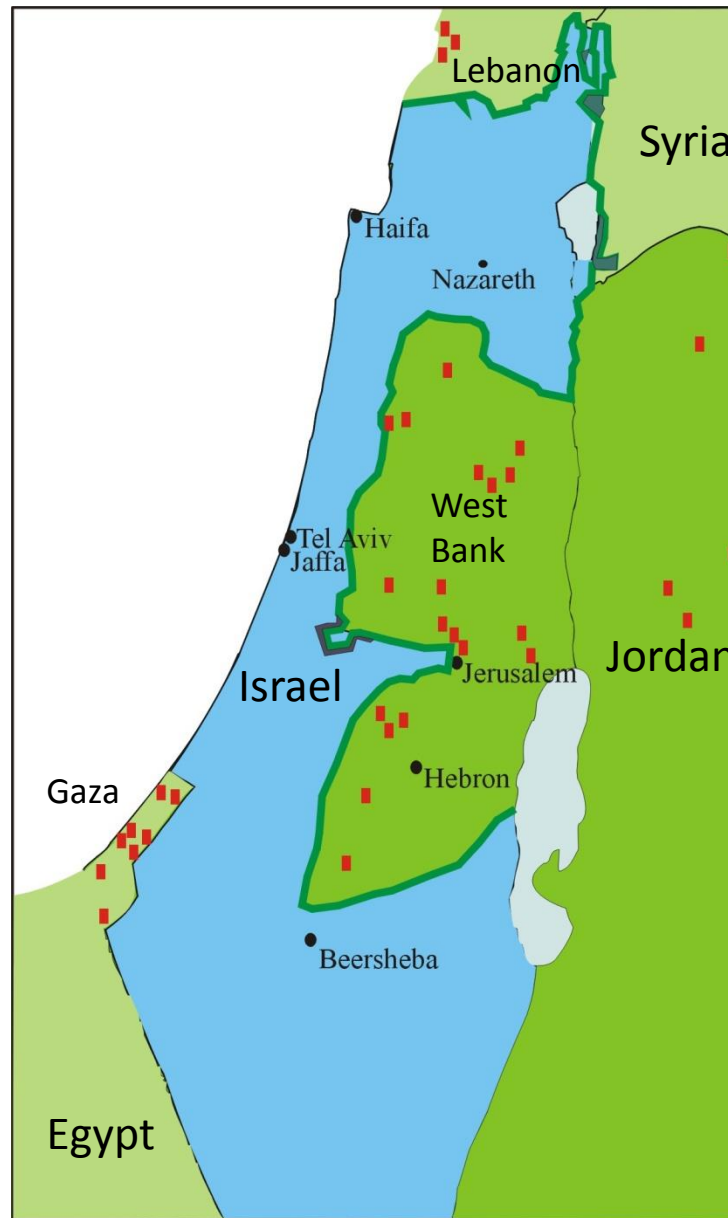 Lebanon
Syria
Haifa
Nazareth
West
Bank
Tel Aviv
Jaffa
Jerusalem
Jordan
Israel
Hebron
Gaza
Beersheba
Egypt